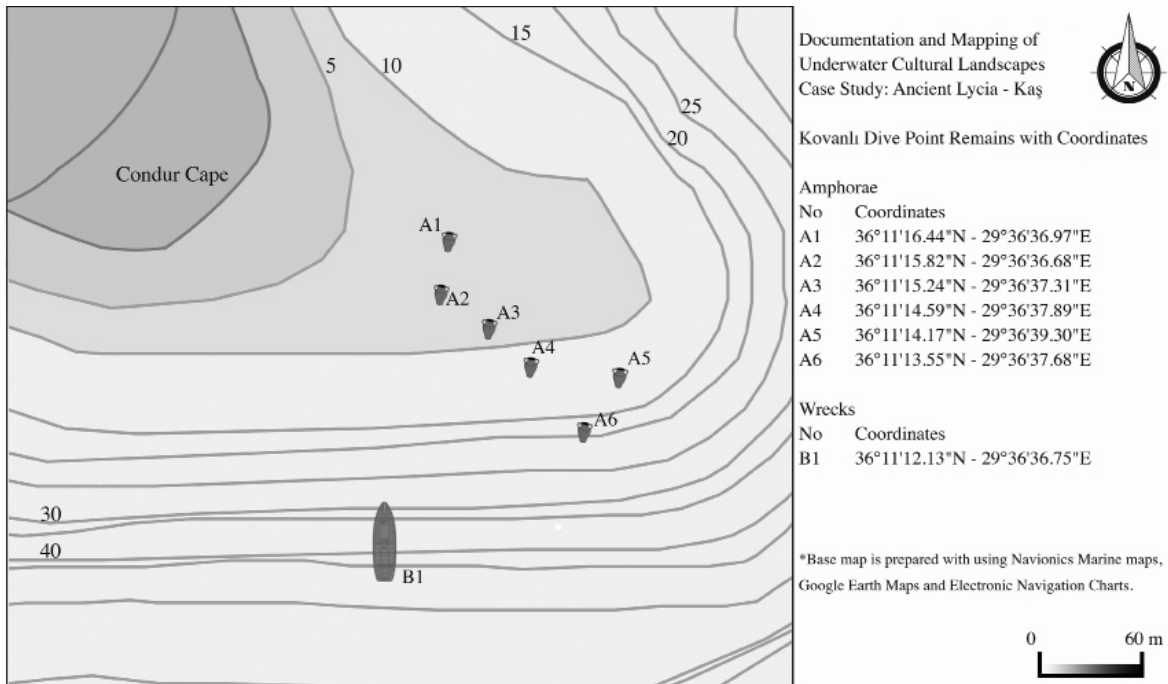 15
5
10
25
20
Condur Cape
A1
A2
A3
A4
A5
A6
30
40
B1
Documentation and Mapping of
Underwater Cultural Landscapes
Case Study: Ancient Lycia - Kaş
N
Kovanlı Dive Point Remains with Coordinates
Amphorae
No Coordinates
A1 36°11'16.44"N - 29°36'36.97"E
A2 36°11'15.82"N - 29°36'36.68"E
A3 36°11'15.24"N - 29°36'37.31"E
A4 36°11'14.59"N - 29°36'37.89"E
A5 36°11'14.17"N - 29°36'39.30"E
A6 36°11'13.55"N - 29°36'37.68"E
Wrecks
No Coordinates
B1 36°11'12.13"N - 29°36'36.75"E
*Base map is prepared with using Navionics Marine maps,
Google Earth Maps and Electronic Navigation Charts.
0 60 m